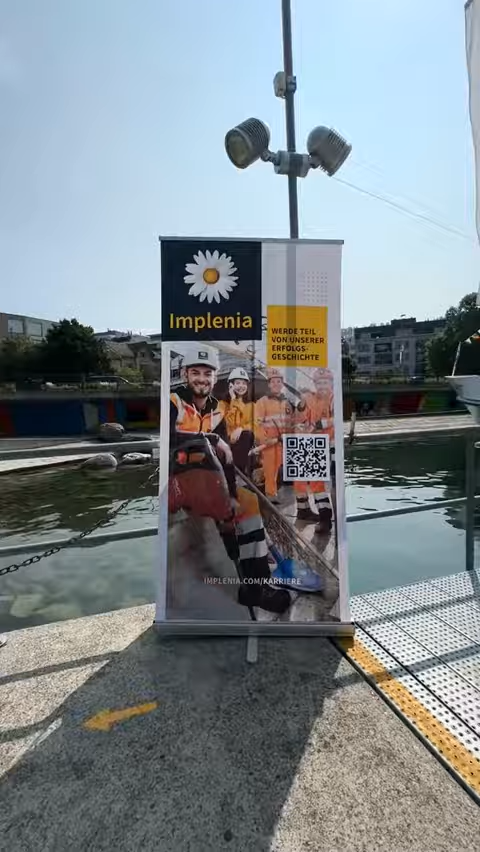 Implenia
WERDE TEIL
VON UNSERER
ERFOLGS-
GESCHICHTE
IMPLENIA.COM/KARRIERE